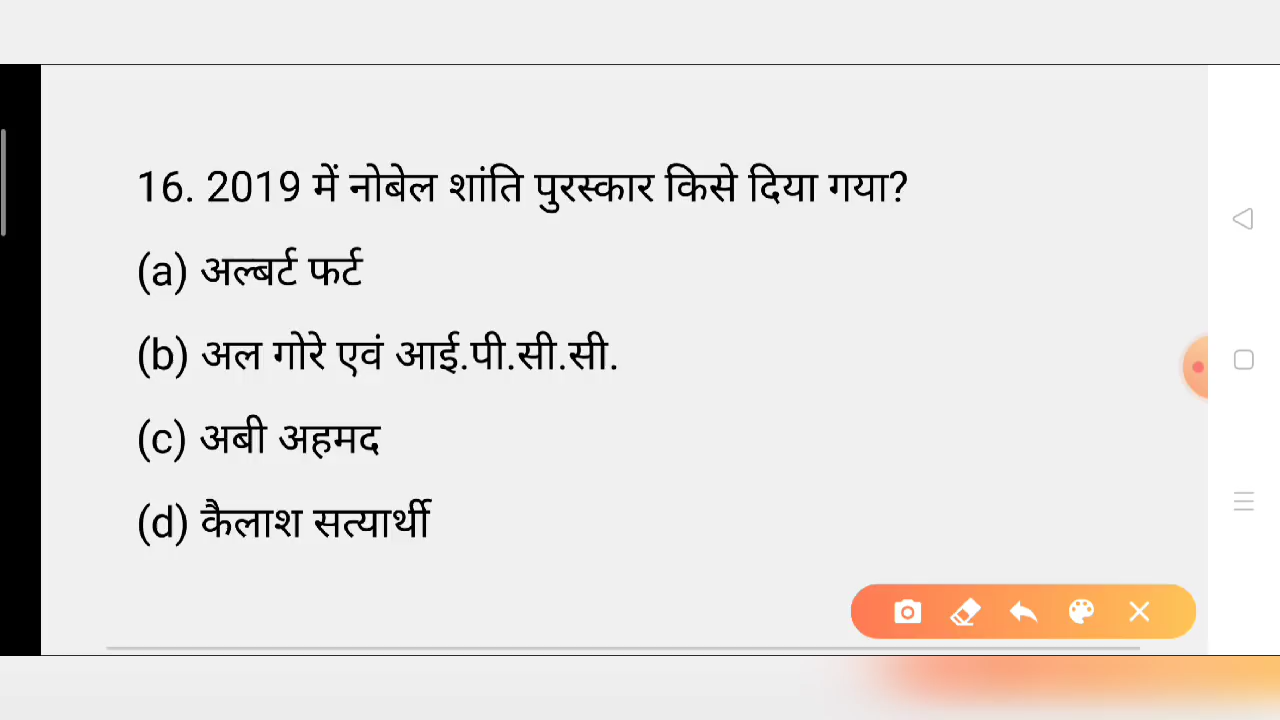 16. 2019 में नोबेल शांति पुरस्कार किसे दिया गया?
(a) अल्बर्ट फर्ट
(b) अल गोरे एवं आई.पी.सी.सी.
(c) अबी अहमद
(d) कैलाश सत्यार्थी